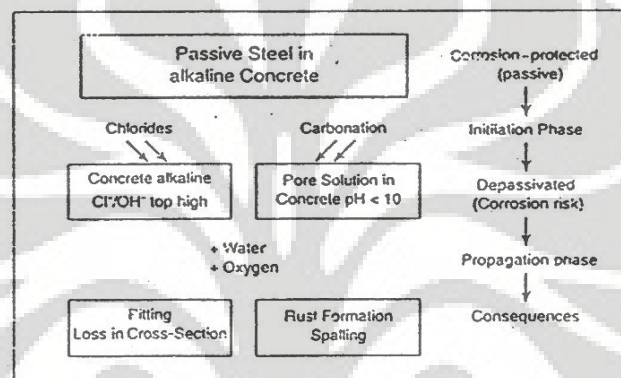 Passive Steel in
alkaline Concrete
Corrosion-protected
(passive)
Chlorides
Carbonation
Initiation Phase
Concrete alkaline
Cl⁻/OH⁻ top high
Pore Solution in
Concrete pH < 10
Depassivated
(Corrosion risk)
+ Water
+ Oxygen
Propagation phase
Fitting
Loss in Cross-Section
Rust Formation
Spalling
Consequences